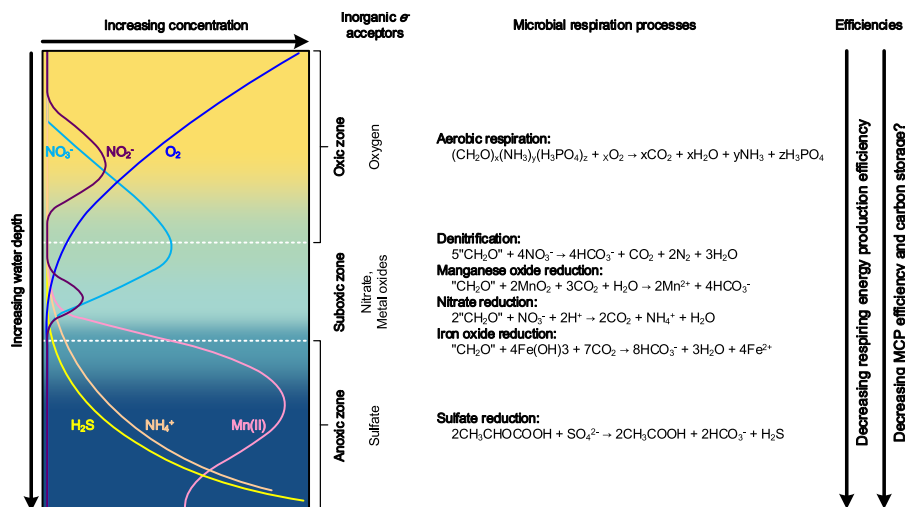 Increasing concentration
Inorganic e⁻
acceptors
Microbial respiration processes
Efficiencies
Increasing water depth
NO₃⁻
NO₂⁻
O₂
H₂S
NH₄⁺
Mn(II)
Oxic zone
Oxygen
Suboxic zone
Nitrate,
Metal oxides
Anoxic zone
Sulfate
Aerobic respiration:
(CH₂O)ₓ(NH₃)ᵧ(H₃PO₄)z + ₓO₂ → xCO₂ + xH₂O + yNH₃ + zH₃PO₄
Denitrification:
5"CH₂O" + 4NO₃⁻→ 4HCO₃⁻ + CO₂ + 2N₂ + 3H₂O
Manganese oxide reduction:
"CH₂O" + 2MnO₂ + 3CO₂ + H₂O → 2Mn²⁺ + 4HCO₃⁻
Nitrate reduction:
2"CH₂O" + NO₃⁻ + 2H⁺ → 2CO₂ + NH₄⁺ + H₂O
Iron oxide reduction:
"CH₂O" + 4Fe(OH)3 + 7CO₂ → 8HCO₃⁻ + 3H₂O + 4Fe²⁺
Sulfate reduction:
2CH₃CHOCOOH + SO₄²⁻ → 2CH₃COOH + 2HCO₃⁻ + H₂S
Decreasing respiring energy production efficiency
Decreasing MCP efficiency and carbon storage?